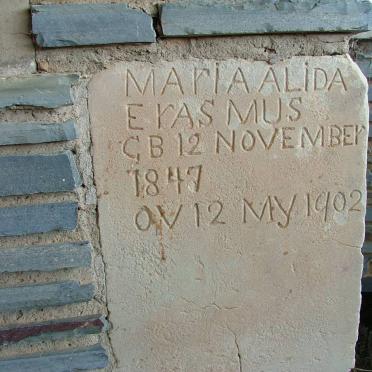 MAriA ALIDA
ErASMUS
GB 12 NOVEMBEr
1847
OV 12 MY 1902